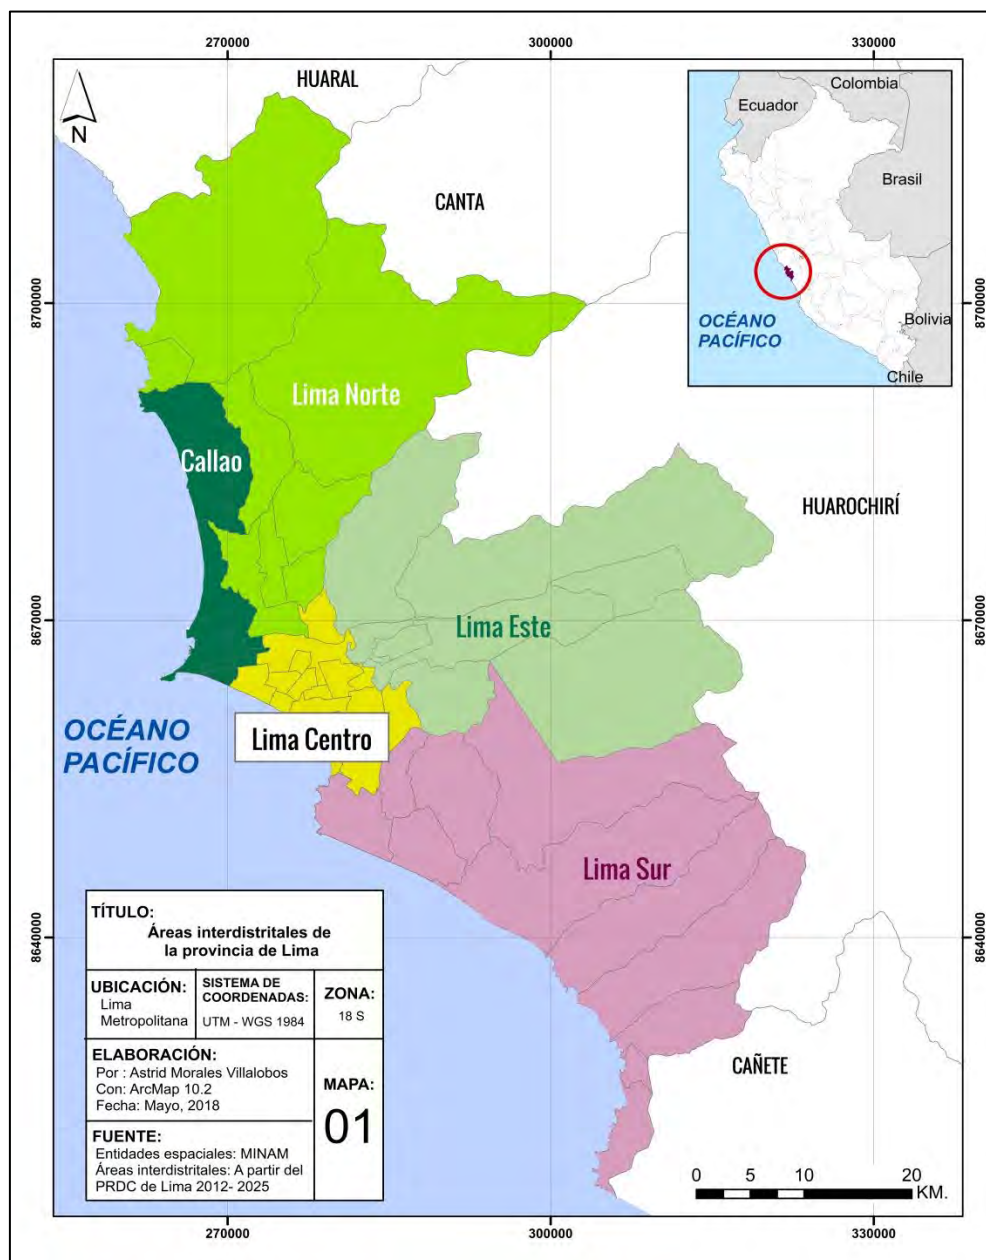 270000
300000
330000
HUARAL
N
CANTA
Colombia
Ecuador
Brasil
OCÉANO
PACÍFICO
Bolivia
Chile
8700000
8700000
Lima Norte
Callao
HUAROCHIRÍ
8670000
8670000
Lima Este
OCÉANO
PACÍFICO
Lima Centro
Lima Sur
8640000
8640000
CAÑETE
TÍTULO:
Áreas interdistritales de
la provincia de Lima
UBICACIÓN:
Lima
Metropolitana
SISTEMA DE
COORDENADAS:
UTM - WGS 1984
ZONA:
18 S
ELABORACIÓN:
Por : Astrid Morales Villalobos
Con: ArcMap 10.2
Fecha: Mayo, 2018
MAPA:
01
FUENTE:
Entidades espaciales: MINAM
Áreas interdistritales: A partir del
PRDC de Lima 2012- 2025
0 5 10 20
KM.
270000
300000
330000